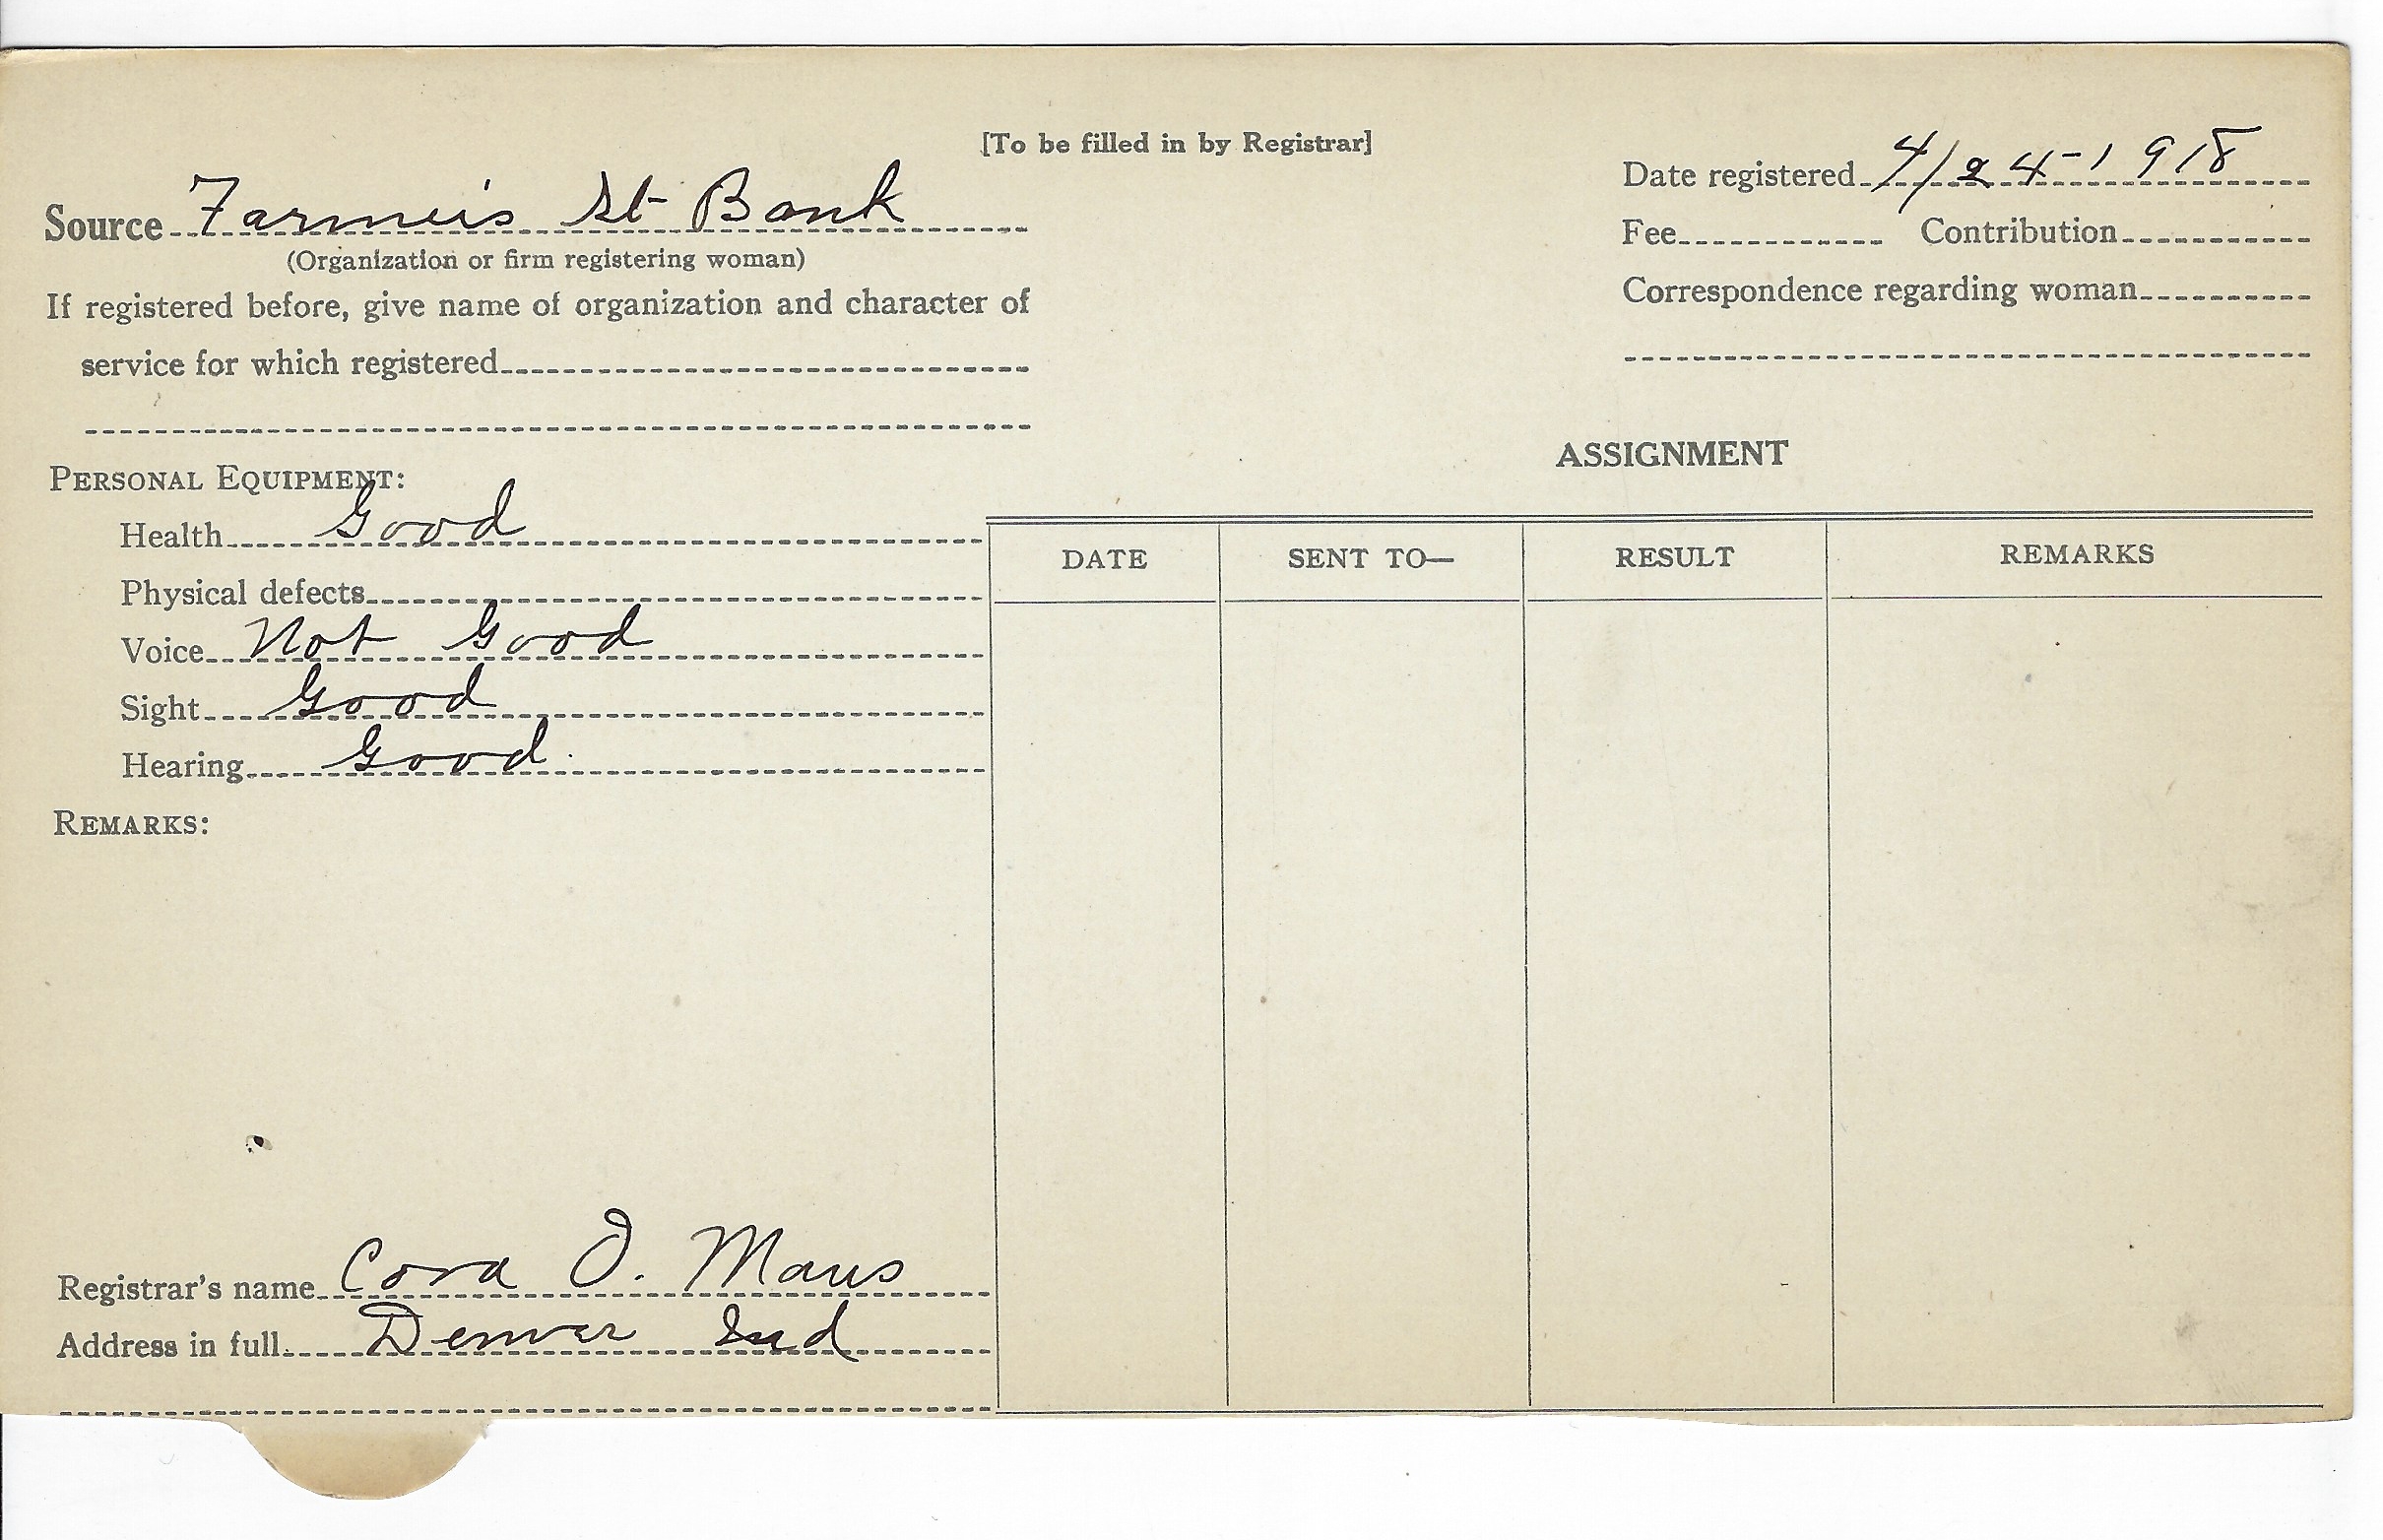 [To be filled in by Registrar]
Source Farmer's St Bank
(Organization or firm registering woman)
If registered before, give name of organization and character of
service for which registered
Date registered 4/24-1918
Fee Contribution
Correspondence regarding woman
PERSONAL EQUIPMENT:
Health Good
Physical defects
Voice Not Good
Sight Good
Hearing Good.
REMARKS:
Registrar's name Cora O. Maus
Address in full Denver Ind
ASSIGNMENT
DATE SENT TO— RESULT REMARKS